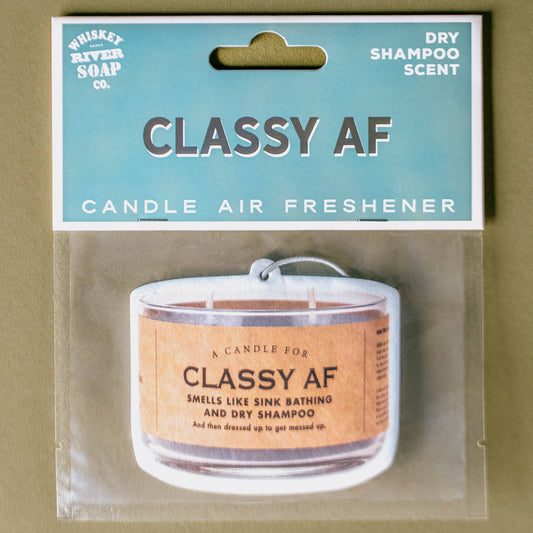 WHISKEY
RIVER
SOAP
CO.
DRY
SHAMPOO
SCENT
CLASSY AF
CANDLE AIR FRESHENER
A CANDLE FOR
CLASSY AF
SMELLS LIKE SINK BATHING
AND DRY SHAMPOO
And then dressed up to get messed up.